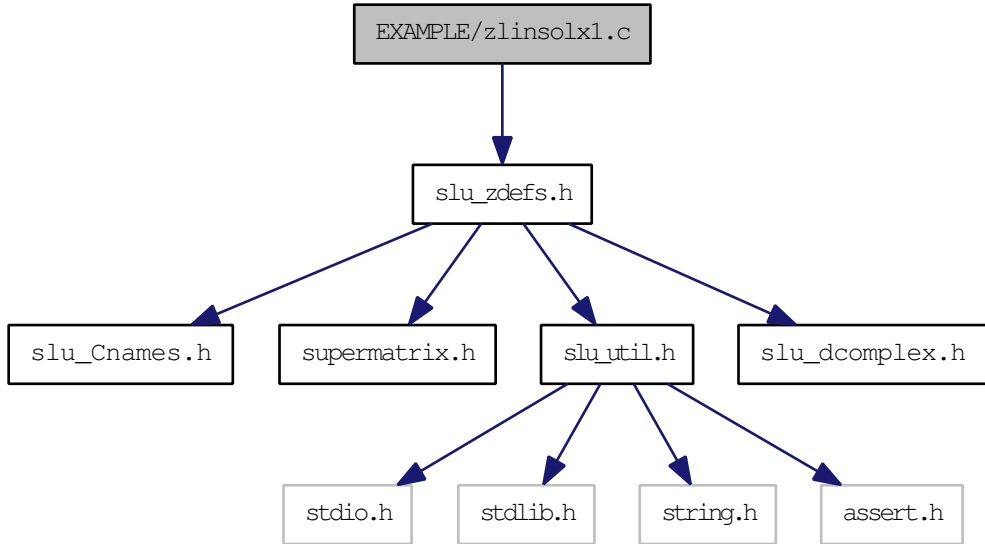 EXAMPLE/zlinsolx1.c
slu_zdefs.h
slu_Cnames.h
supermatrix.h
slu_util.h
slu_dcomplex.h
stdio.h
stdlib.h
string.h
assert.h